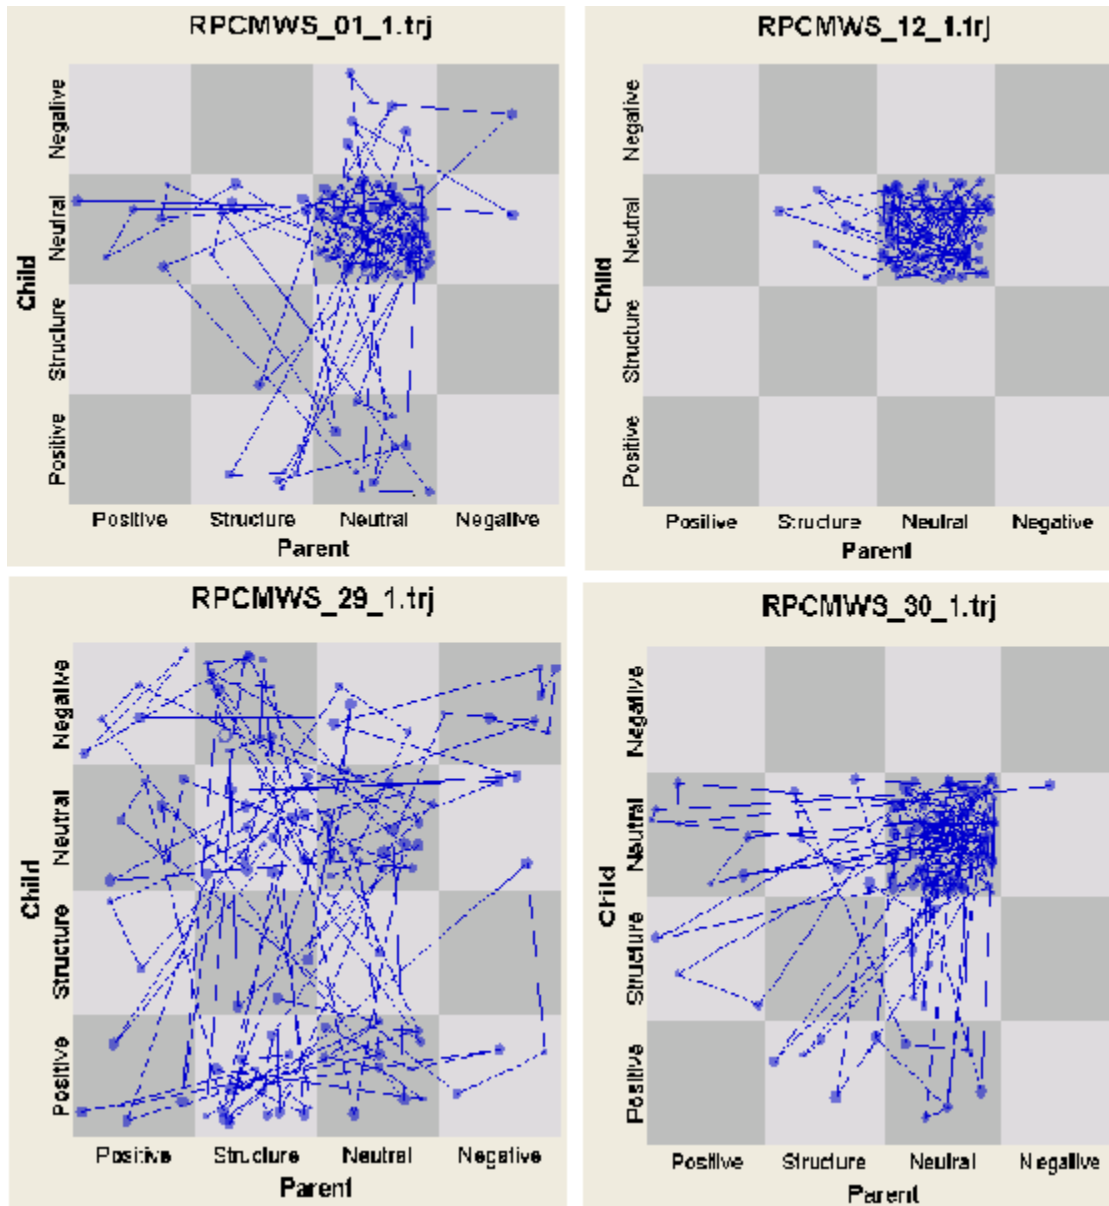 RPCMWS_01_1.trj
Negative
Neutral
Structure
Positive
Child
Positive
Structure
Neutral
Negative
Parent
RPCMWS_12_1.trj
Negative
Neutral
Structure
Positive
Child
Positive
Structure
Neutral
Negative
Parent
RPCMWS_29_1.trj
Negative
Neutral
Structure
Positive
Child
Positive
Structure
Neutral
Negative
Parent
RPCMWS_30_1.trj
Negative
Neutral
Structure
Positive
Child
Positive
Structure
Neutral
Negative
Parent